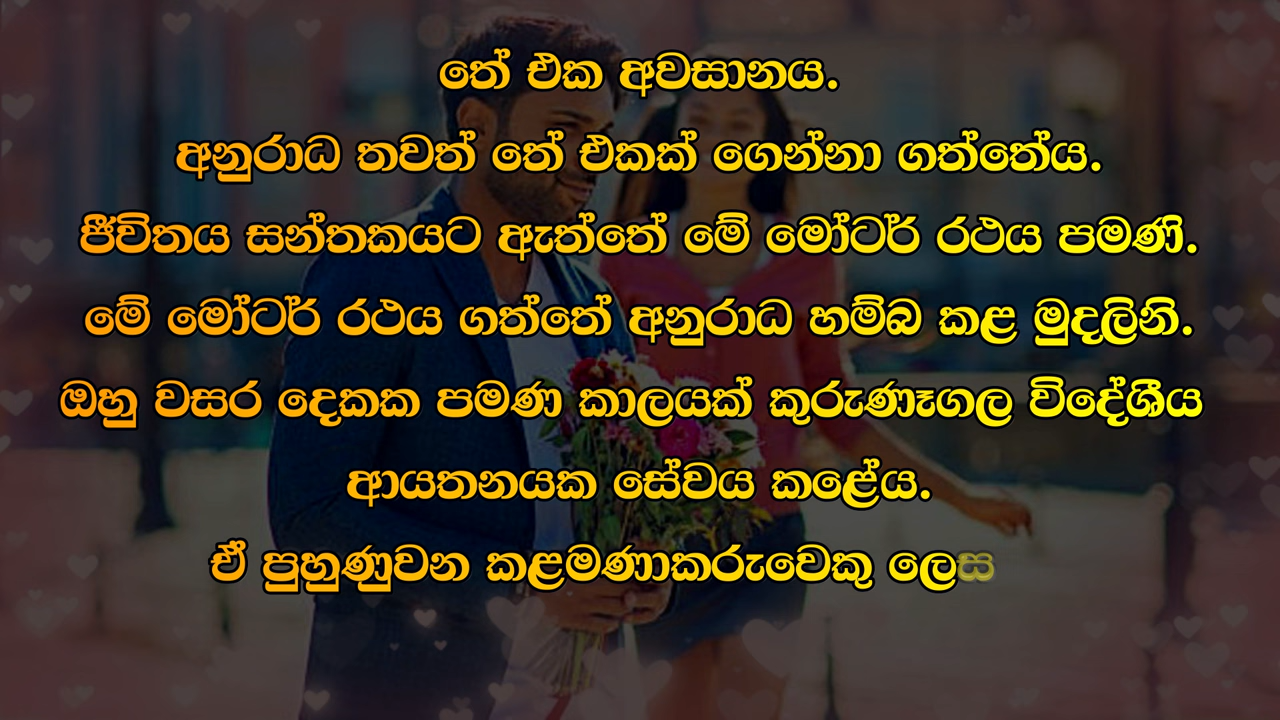 තේ එක අවසානය.
අනුරාධ තවත් තේ එකක් ගෙන්නා ගත්තේය.
ජීවිතය සන්තකයට ඇත්තේ මේ මෝටර් රථය පමණි.
මේ මෝටර් රථය ගත්තේ අනුරාධ හම්බ කළ මුදලිනි.
ඔහු වසර දෙකක පමණ කාලයක් කුරුණෑගල විදේශීය
ආයතනයක සේවය කළේය.
ඒ පුහුණුවන කළමණාකරුවෙකු ලෙස